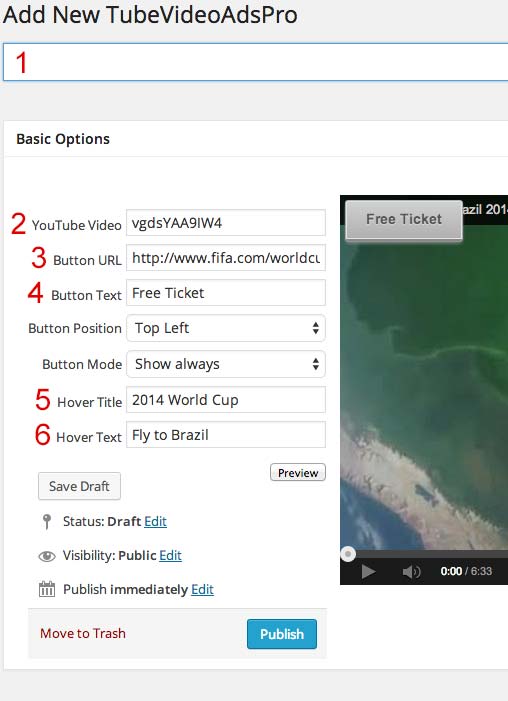 Add New TubeVideoAdsPro
1
Basic Options
2 YouTube Video vgdsYAA9IW4
azil 201
Free Ticket
3 Button URL http://www.fifa.com/worldcu
4 Button Text Free Ticket
Button Position Top Left
Button Mode Show always
5 Hover Title 2014 World Cup
6 Hover Text Fly to Brazil
Preview
Save Draft
Status: Draft Edit
Visibility: Public Edit
Publish immediately Edit
0:00 / 6:33
Move to Trash
Publish